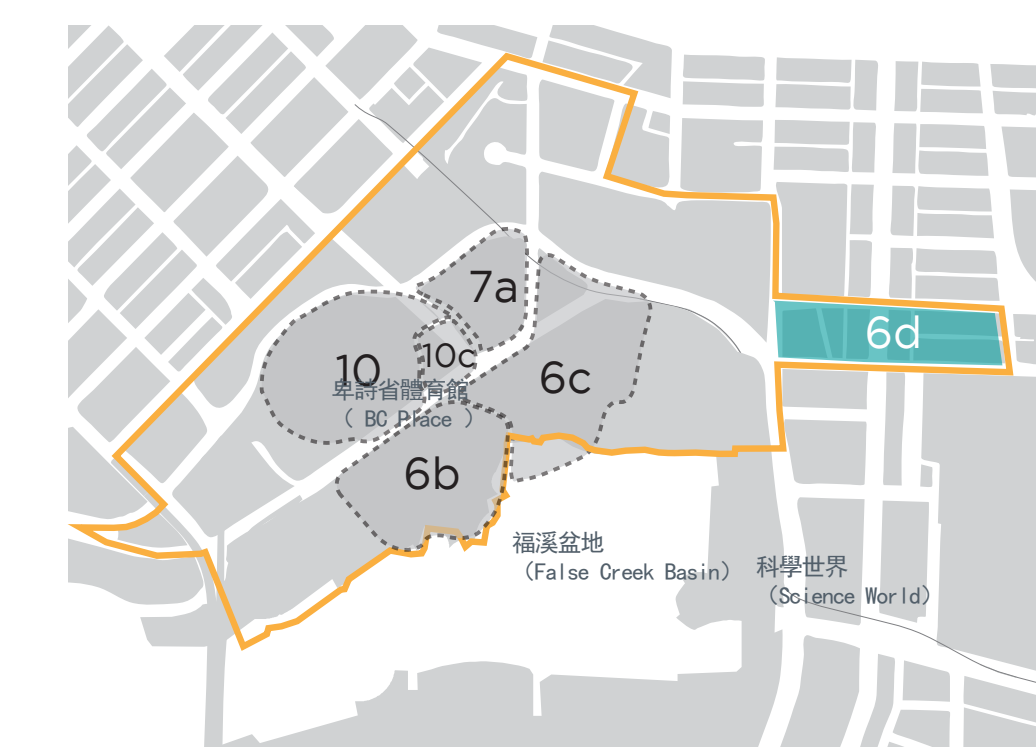 7a
6d
10
10c
6c
卑詩省體育館
（ BC Place ）
6b
福溪盆地
（False Creek Basin）
科學世界
（Science World）